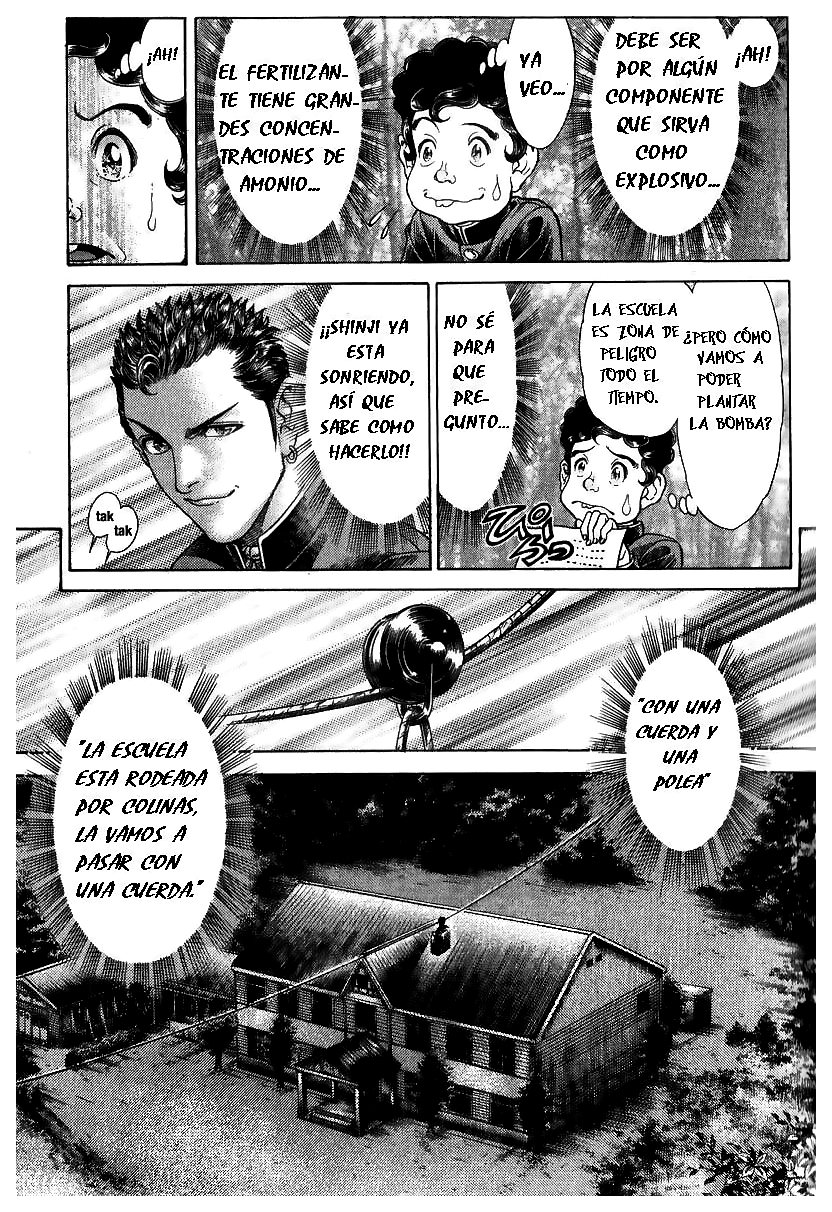 ¡AH!
DEBE SER
POR ALGÚN
COMPONENTE
QUE SIRVA
COMO
EXPLOSIVO...
YA
VEO...
EL FERTILIZAN-
TE TIENE GRAN-
DES CONCEN-
TRACIONES DE
AMONIO...
¡AH!
¿PERO CÓMO
VAMOS A
PODER
PLANTAR
LA BOMBA?
LA ESCUELA
ES ZONA DE
PELIGRO
TODO EL
TIEMPO.
NO SÉ
PARA
QUE
PRE-
GUNTO...
¡¡SHINJI YA
ESTA
SONRIENDO,
ASÍ QUE
SABE COMO
HACERLO!!
tak
tak
"CON UNA
CUERDA Y
UNA
POLEA"
"LA ESCUELA
ESTA RODEADA
POR COLINAS,
LA VAMOS A
PASAR CON
UNA CUERDA."